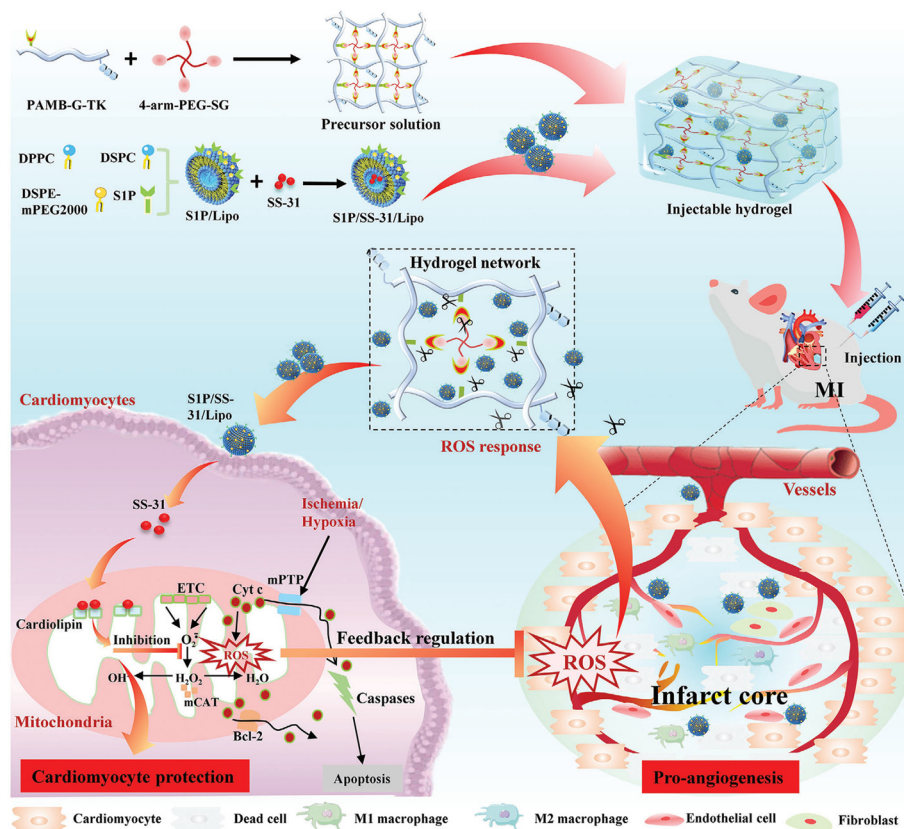 PAMB-G-TK
+
4-arm-PEG-SG
Precursor solution
DPPC
DSPC
DSPE-
mPEG2000
S1P
S1P/Lipo
+
SS-31
S1P/SS-31/Lipo
Injectable hydrogel
Hydrogel network
ROS response
Injection
MI
Cardiomyocytes
S1P/SS-
31/Lipo
SS-31
Ischemia/
Hypoxia
Vessels
ETC
Cyt c
mPTP
Cardiolipin
Inhibition
O₂⁻
ROS
Feedback regulation
ROS
OH
H₂O₂
H₂O
mCAT
Caspases
Infarct core
Mitochondria
Bcl-2
Cardiomyocyte protection
Apoptosis
Pro-angiogenesis
Cardiomyocyte
Dead cell
M1 macrophage
M2 macrophage
Endothelial cell
Fibroblast